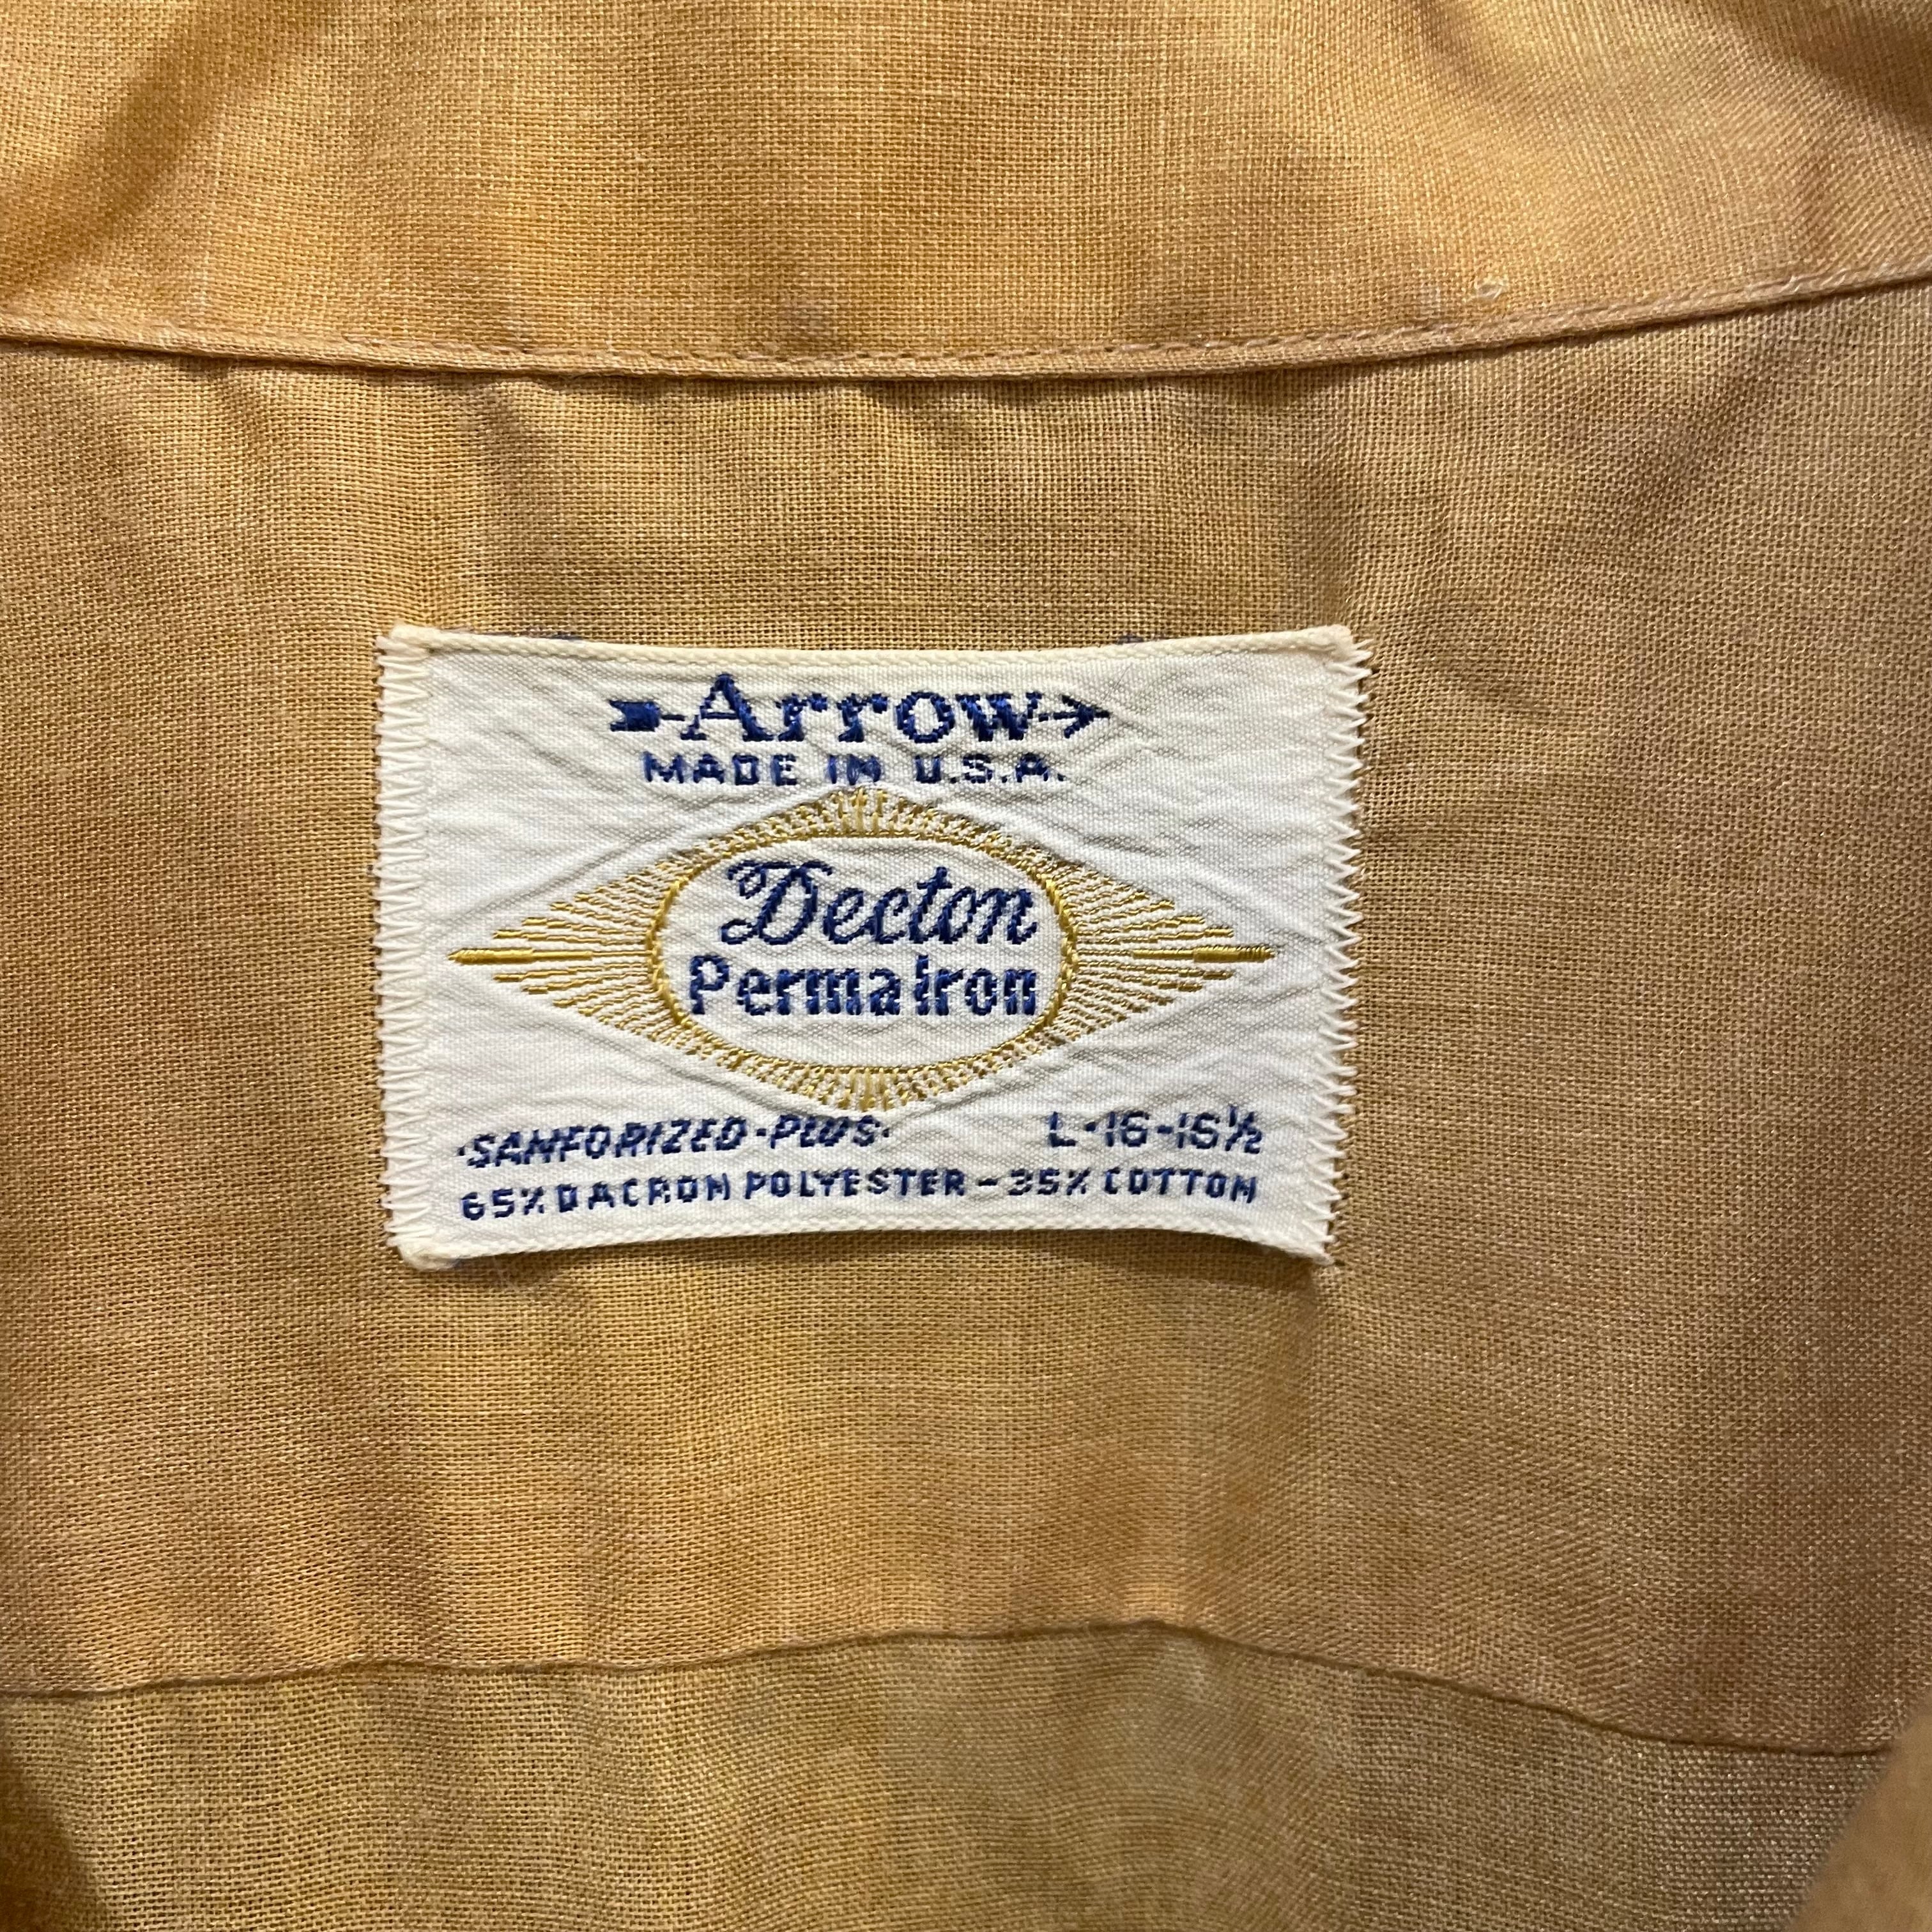 Arrow
MADE IN U.S.A.
Decton
Perma Iron
·SANFORIZED·PLUS· L·16-16½
65% DACRON POLYESTER - 35% COTTON